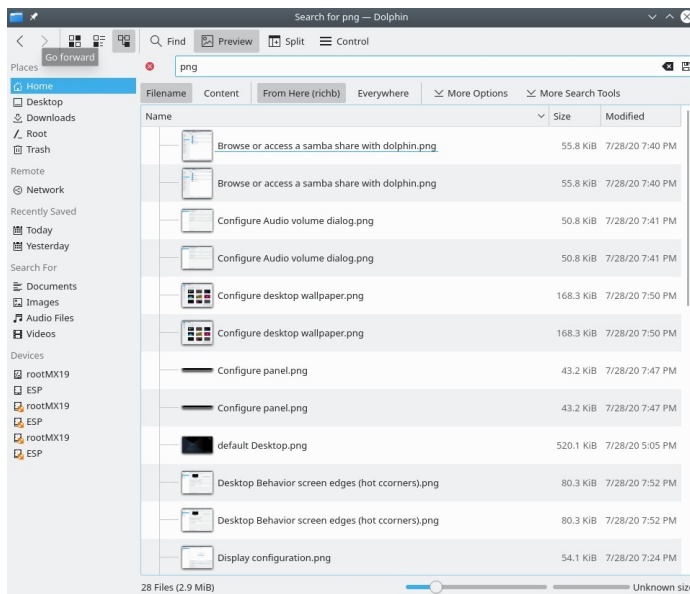 Search for png — Dolphin
Find Preview Split Control
Go forward
Places
Home
Desktop
Downloads
Root
Trash
Remote
Network
Recently Saved
Today
Yesterday
Search For
Documents
Images
Audio Files
Videos
Devices
rootMX19
ESP
rootMX19
ESP
rootMX19
ESP
png
Filename Content From Here (richb) Everywhere More Options More Search Tools
Name Size Modified
Browse or access a samba share with dolphin.png 55.8 KiB 7/28/20 7:40 PM
Browse or access a samba share with dolphin.png 55.8 KiB 7/28/20 7:40 PM
Configure Audio volume dialog.png 50.8 KiB 7/28/20 7:41 PM
Configure Audio volume dialog.png 50.8 KiB 7/28/20 7:41 PM
Configure desktop wallpaper.png 168.3 KiB 7/28/20 7:50 PM
Configure desktop wallpaper.png 168.3 KiB 7/28/20 7:50 PM
Configure panel.png 43.2 KiB 7/28/20 7:47 PM
Configure panel.png 43.2 KiB 7/28/20 7:47 PM
default Desktop.png 520.1 KiB 7/28/20 5:05 PM
Desktop Behavior screen edges (hot ccorners).png 80.3 KiB 7/28/20 7:52 PM
Desktop Behavior screen edges (hot ccorners).png 80.3 KiB 7/28/20 7:52 PM
Display configuration.png 54.1 KiB 7/28/20 7:24 PM
28 Files (2.9 MiB) Unknown size